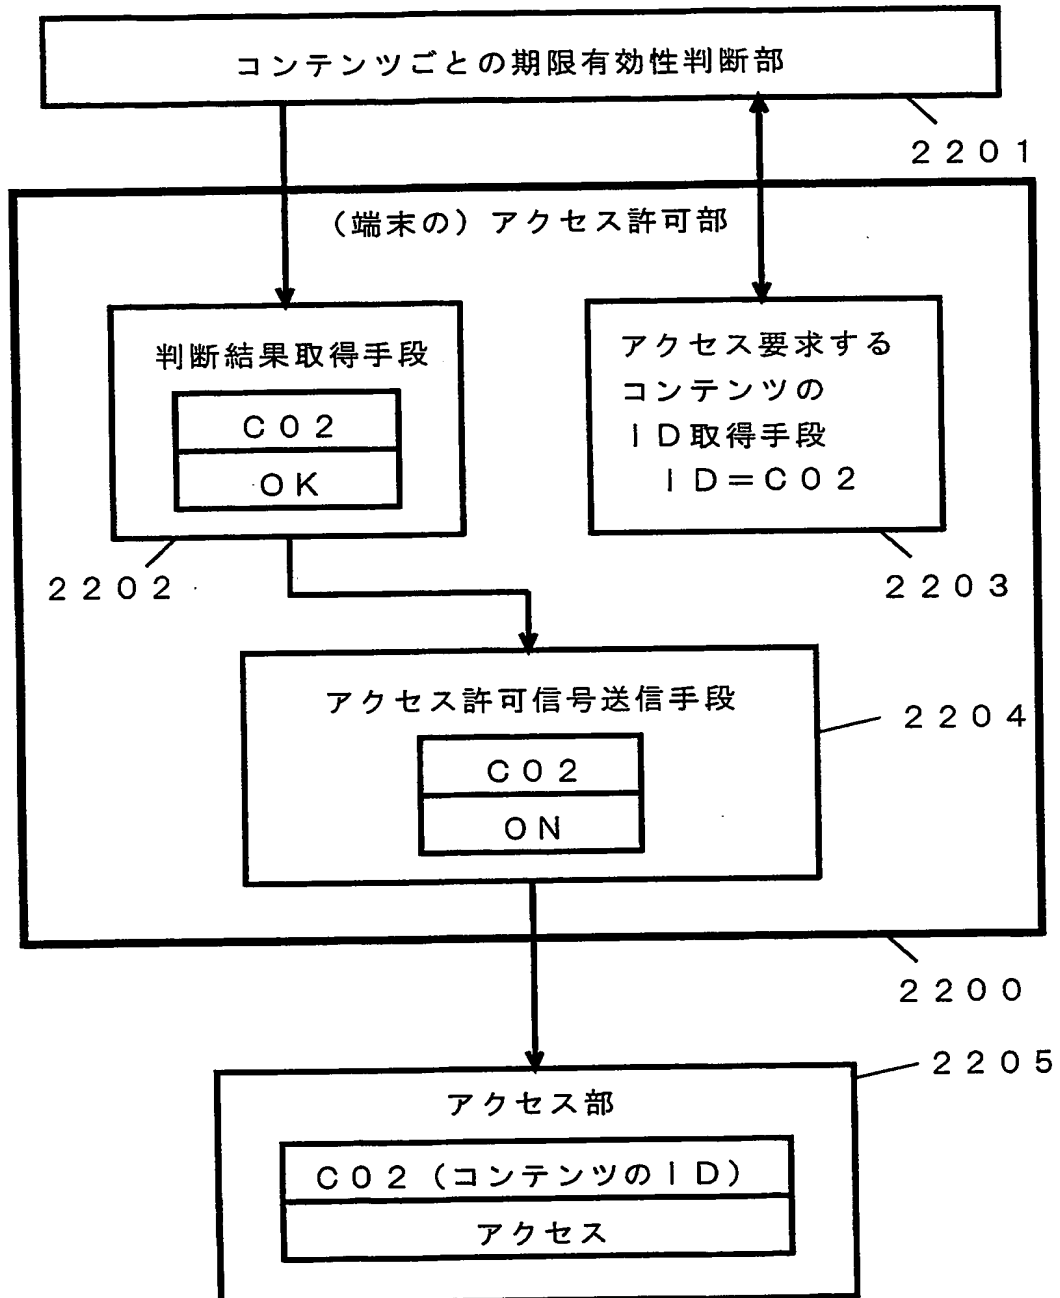 コンテンツごとの期限有効性判断部
2201
(端末の)アクセス許可部
判断結果取得手段
C02
OK
2202
アクセス要求する
コンテンツの
ID取得手段
ID=C02
2203
アクセス許可信号送信手段
C02
ON
2204
2200
2205
アクセス部
C02(コンテンツのID)
アクセス